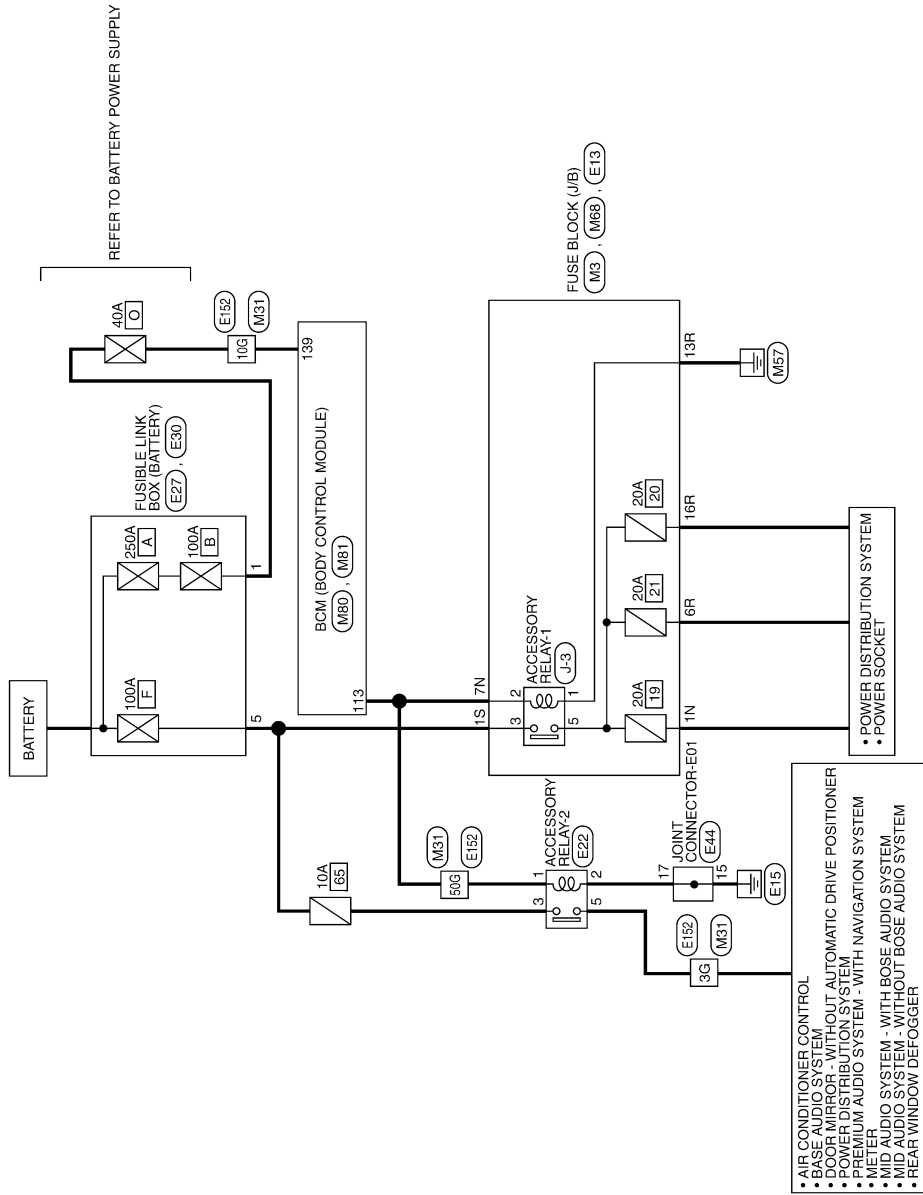 REFER TO BATTERY POWER SUPPLY
BATTERY
FUSIBLE LINK
BOX (BATTERY)
E27 , E30
100A
F
250A
A
100A
B
5
1
40A
O
E152
10G
M31
139
BCM (BODY CONTROL MODULE)
M80 , M81
113
10A
65
M31
50G
E152
1S
7N
FUSE BLOCK (J/B)
M3 , M68 , E13
ACCESSORY
RELAY-1
J-3
3
2
5
1
20A
19
20A
21
20A
20
1N
6R
16R
13R
M57
ACCESSORY
RELAY-2
E22
3
1
5
2
17
JOINT
CONNECTOR-E01
E44
15
E15
E152
3G
M31
• POWER DISTRIBUTION SYSTEM
• POWER SOCKET
• AIR CONDITIONER CONTROL
• BASE AUDIO SYSTEM
• DOOR MIRROR - WITHOUT AUTOMATIC DRIVE POSITIONER
• POWER DISTRIBUTION SYSTEM
• PREMIUM AUDIO SYSTEM - WITH NAVIGATION SYSTEM
• METER
• MID AUDIO SYSTEM - WITH BOSE AUDIO SYSTEM
• MID AUDIO SYSTEM - WITHOUT BOSE AUDIO SYSTEM
• REAR WINDOW DEFOGGER